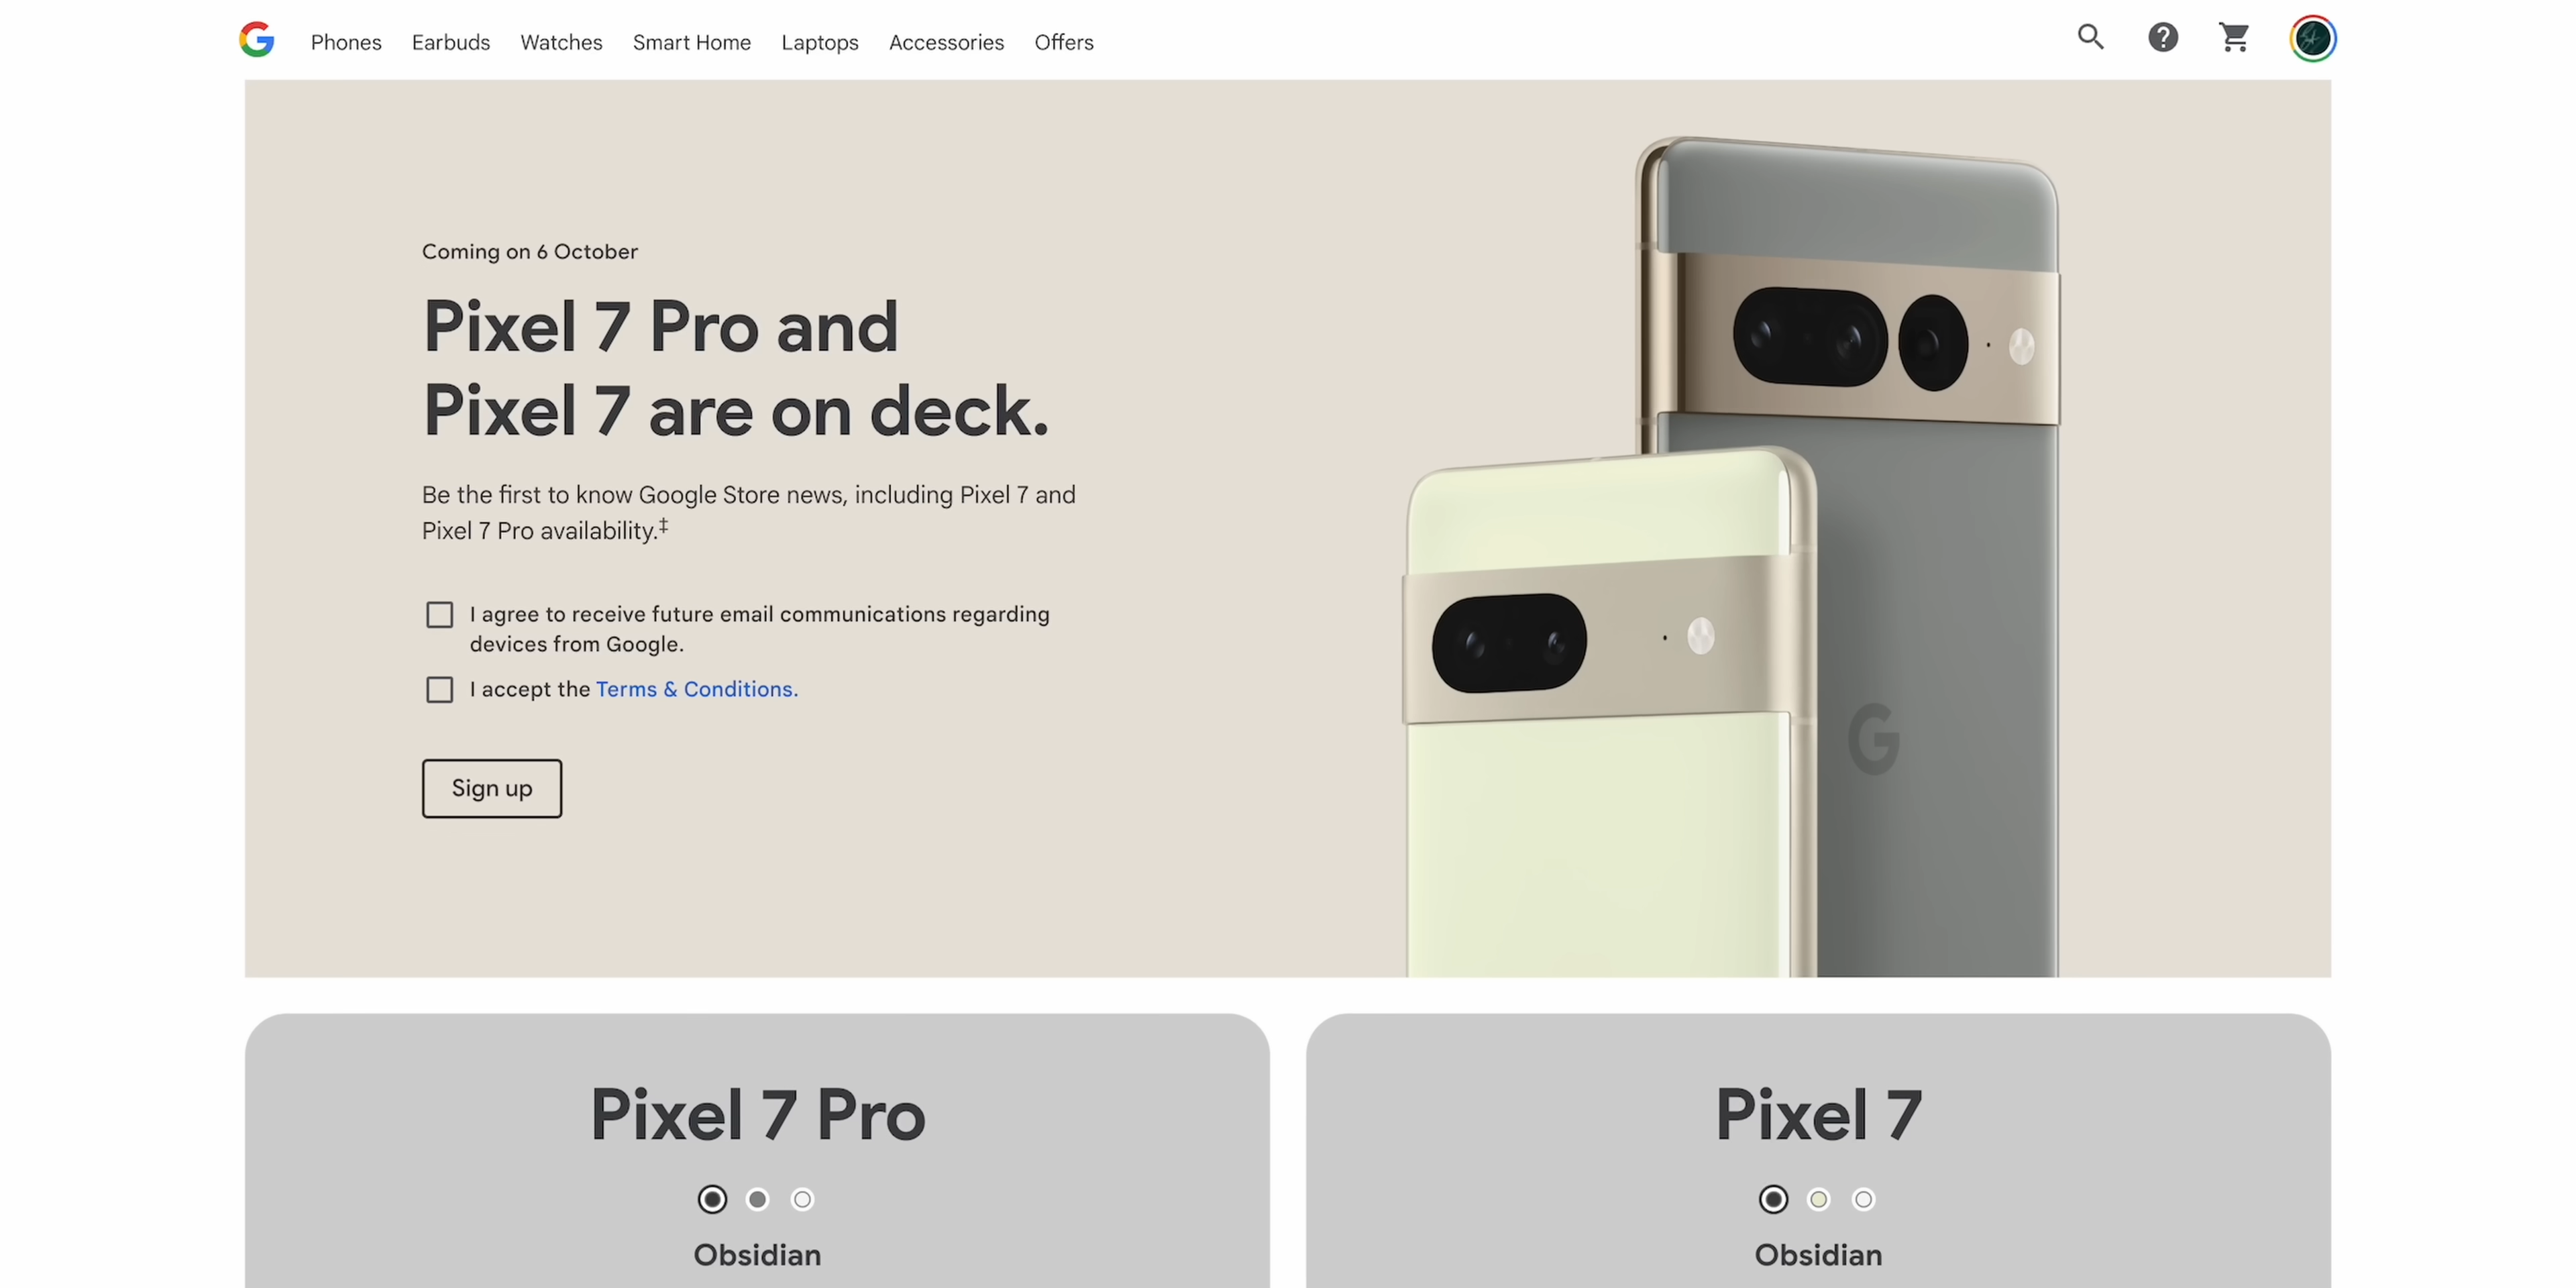 Phones Earbuds Watches Smart Home Laptops Accessories Offers
Coming on 6 October
Pixel 7 Pro and
Pixel 7 are on deck.
Be the first to know Google Store news, including Pixel 7 and
Pixel 7 Pro availability.‡
I agree to receive future email communications regarding
devices from Google.
I accept the Terms & Conditions.
Sign up
G
Pixel 7 Pro
Obsidian
Pixel 7
Obsidian